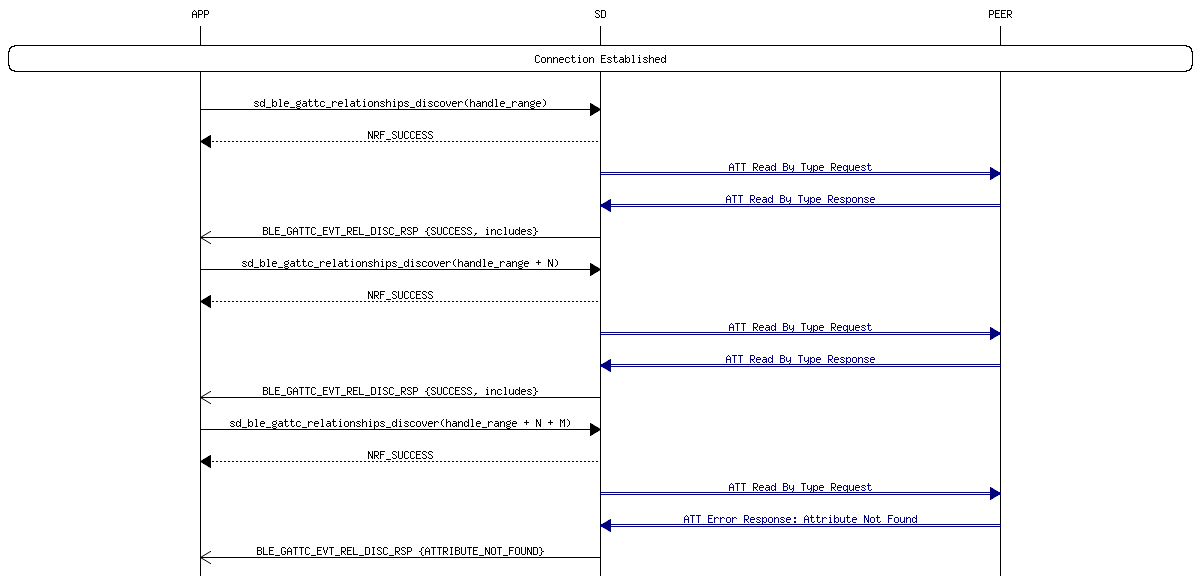 APP SD PEER
Connection Established
sd_ble_gattc_relationships_discover(handle_range)
NRF_SUCCESS
ATT Read By Type Request
ATT Read By Type Response
BLE_GATTC_EVT_REL_DISC_RSP {SUCCESS, includes}
sd_ble_gattc_relationships_discover(handle_range + N)
NRF_SUCCESS
ATT Read By Type Request
ATT Read By Type Response
BLE_GATTC_EVT_REL_DISC_RSP {SUCCESS, includes}
sd_ble_gattc_relationships_discover(handle_range + N + M)
NRF_SUCCESS
ATT Read By Type Request
ATT Error Response: Attribute Not Found
BLE_GATTC_EVT_REL_DISC_RSP {ATTRIBUTE_NOT_FOUND}